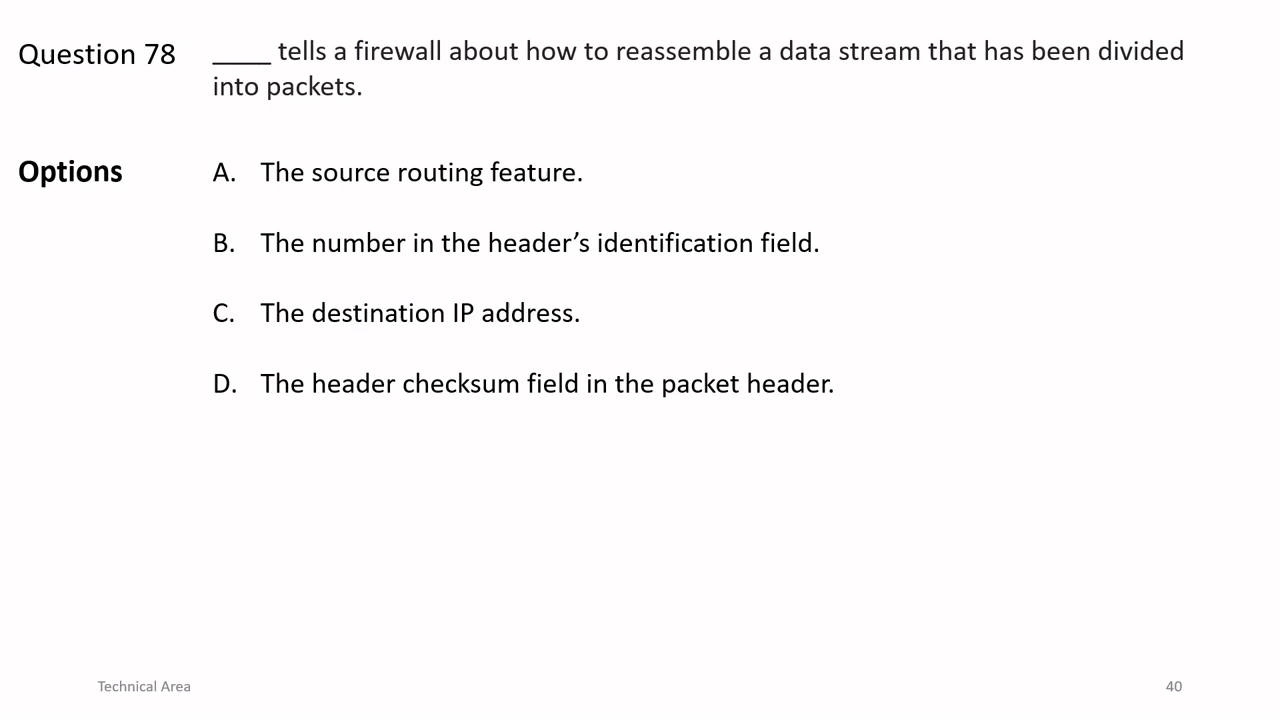 Question 78 ____ tells a firewall about how to reassemble a data stream that has been divided
into packets.
Options A. The source routing feature.
B. The number in the header’s identification field.
C. The destination IP address.
D. The header checksum field in the packet header.
Technical Area 40